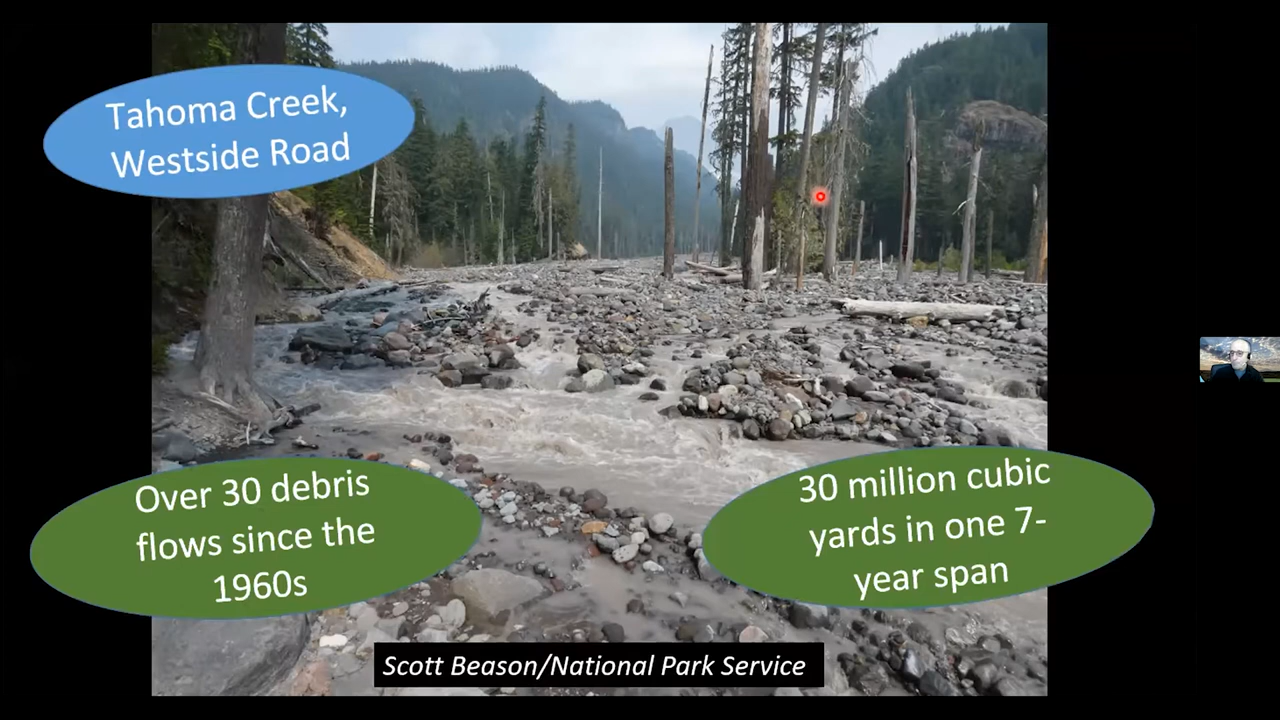 Tahoma Creek,
Westside Road
Over 30 debris
flows since the
1960s
30 million cubic
yards in one 7-
year span
Scott Beason/National Park Service